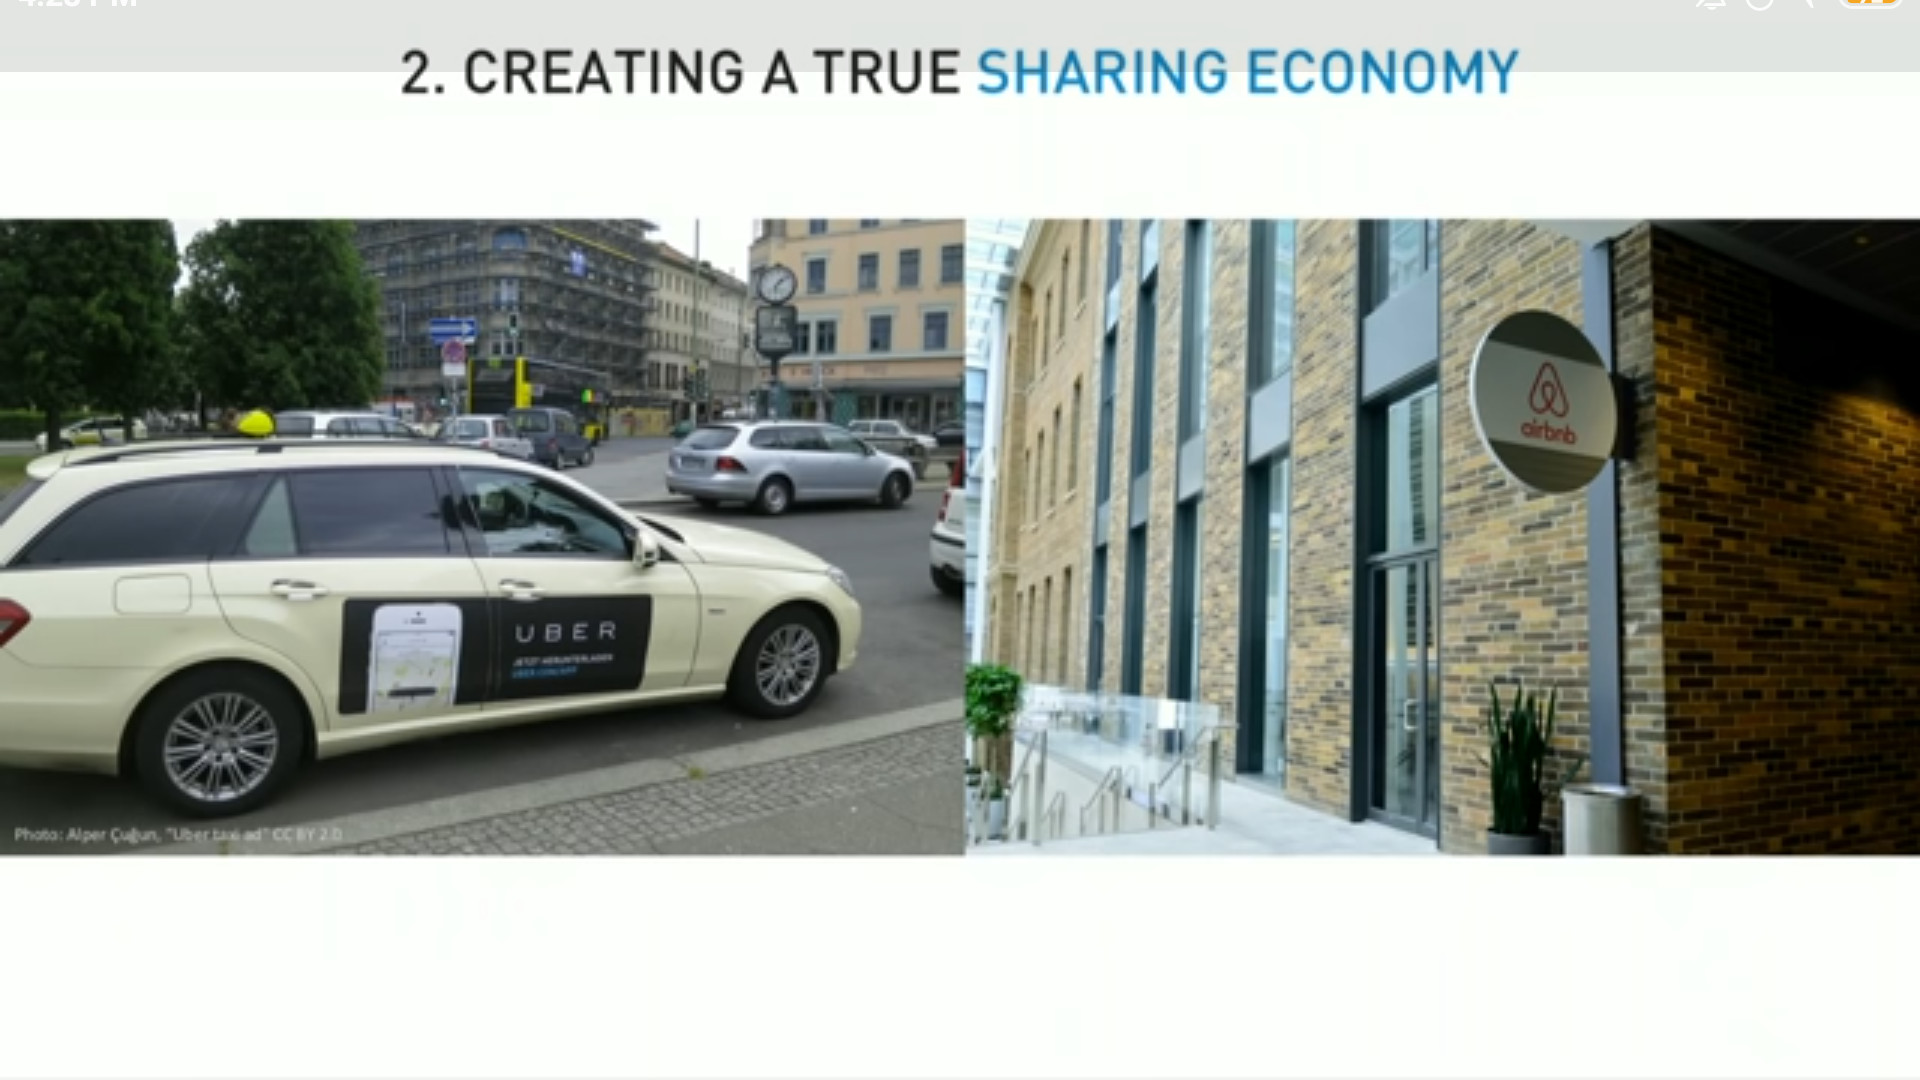 2. CREATING A TRUE SHARING ECONOMY
airbnb
UBER
JETZT HERUNTERLADEN
Photo: Alper Çuğun, "Uber taxi ad" CC BY 2.0